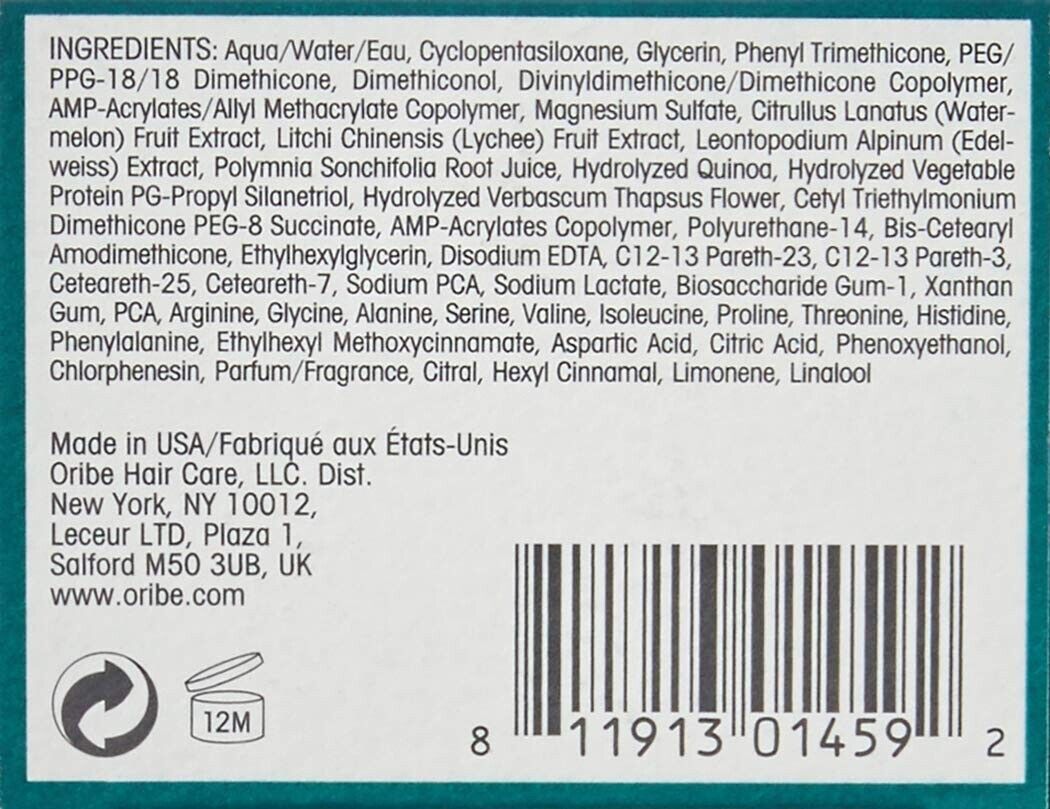 INGREDIENTS: Aqua/Water/Eau, Cyclopentasiloxane, Glycerin, Phenyl Trimethicone, PEG/
PPG-18/18 Dimethicone, Dimethiconol, Divinyldimethicone/Dimethicone Copolymer,
AMP-Acrylates/Allyl Methacrylate Copolymer, Magnesium Sulfate, Citrullus Lanatus (Water-
melon) Fruit Extract, Litchi Chinensis (Lychee) Fruit Extract, Leontopodium Alpinum (Edel-
weiss) Extract, Polymnia Sonchifolia Root Juice, Hydrolyzed Quinoa, Hydrolyzed Vegetable
Protein PG-Propyl Silanetriol, Hydrolyzed Verbascum Thapsus Flower, Cetyl Triethylmonium
Dimethicone PEG-8 Succinate, AMP-Acrylates Copolymer, Polyurethane-14, Bis-Cetearyl
Amodimethicone, Ethylhexylglycerin, Disodium EDTA, C12-13 Pareth-23, C12-13 Pareth-3,
Ceteareth-25, Ceteareth-7, Sodium PCA, Sodium Lactate, Biosaccharide Gum-1, Xanthan
Gum, PCA, Arginine, Glycine, Alanine, Serine, Valine, Isoleucine, Proline, Threonine, Histidine,
Phenylalanine, Ethylhexyl Methoxycinnamate, Aspartic Acid, Citric Acid, Phenoxyethanol,
Chlorphenesin, Parfum/Fragrance, Citral, Hexyl Cinnamal, Limonene, Linalool
Made in USA/Fabriqué aux États-Unis
Oribe Hair Care, LLC. Dist.
New York, NY 10012,
Leceur LTD, Plaza 1,
Salford M50 3UB, UK
www.oribe.com
12M
8 11913 01459 2